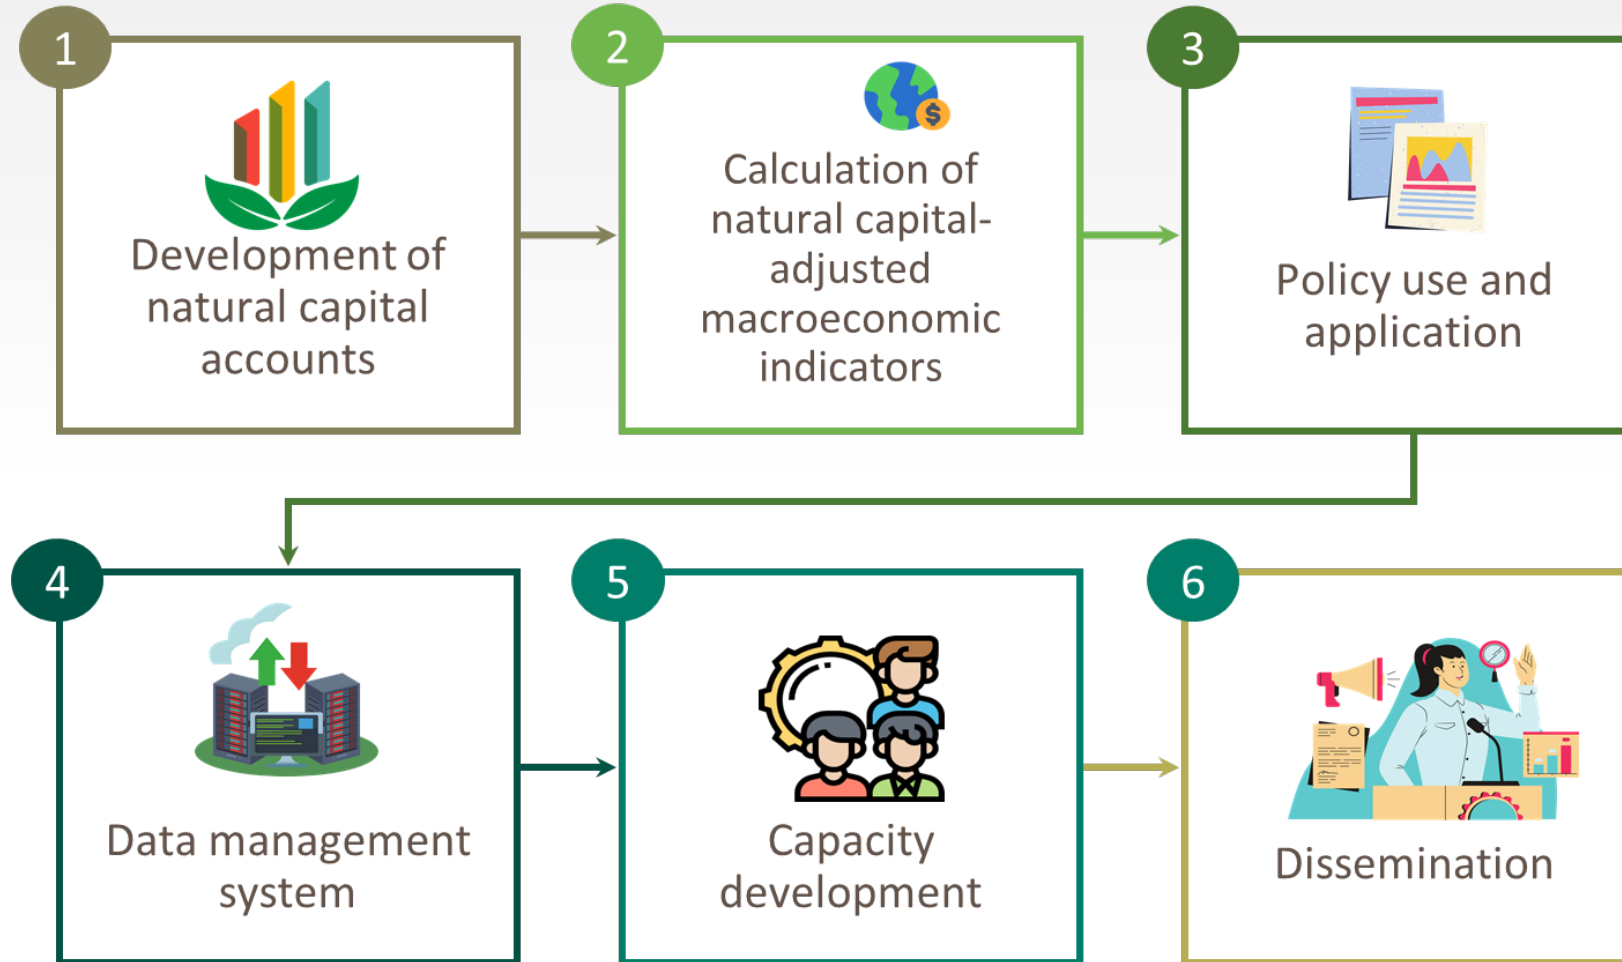 1
Development of
natural capital
accounts
2
Calculation of
natural capital-
adjusted
macroeconomic
indicators
3
Policy use and
application
4
Data management
system
5
Capacity
development
6
Dissemination